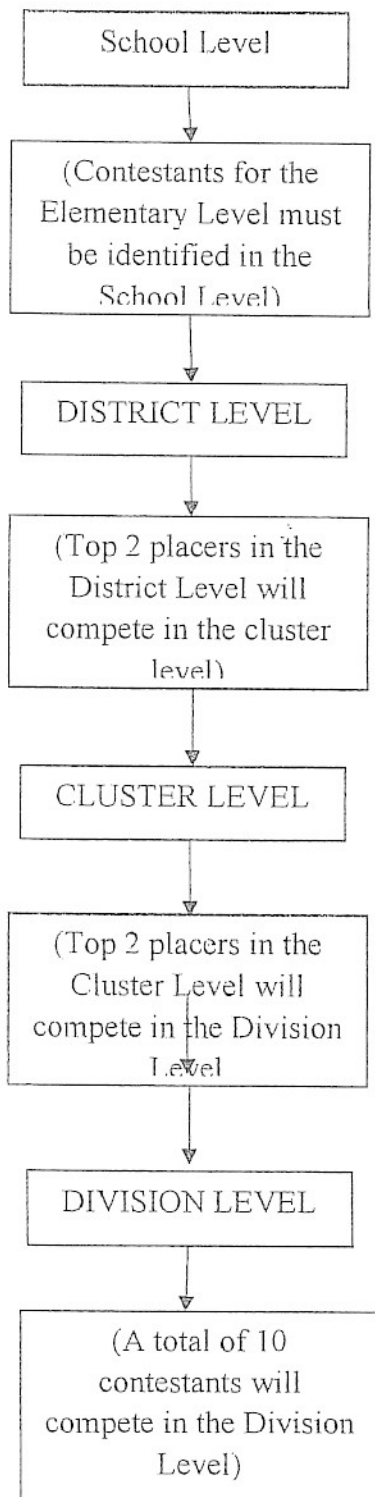 School Level
(Contestants for the
Elementary Level must
be identified in the
School Level)
DISTRICT LEVEL
(Top 2 placers in the
District Level will
compete in the cluster
level)
CLUSTER LEVEL
(Top 2 placers in the
Cluster Level will
compete in the Division
Level
DIVISION LEVEL
(A total of 10
contestants will
compete in the Division
Level)